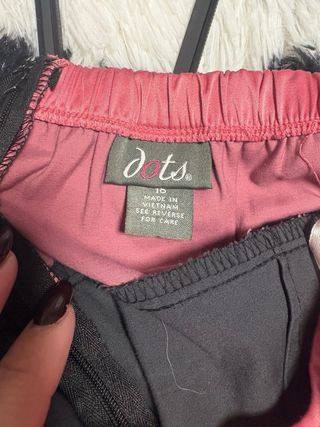 dots®
16
MADE IN
VIETNAM
SEE REVERSE
FOR CARE